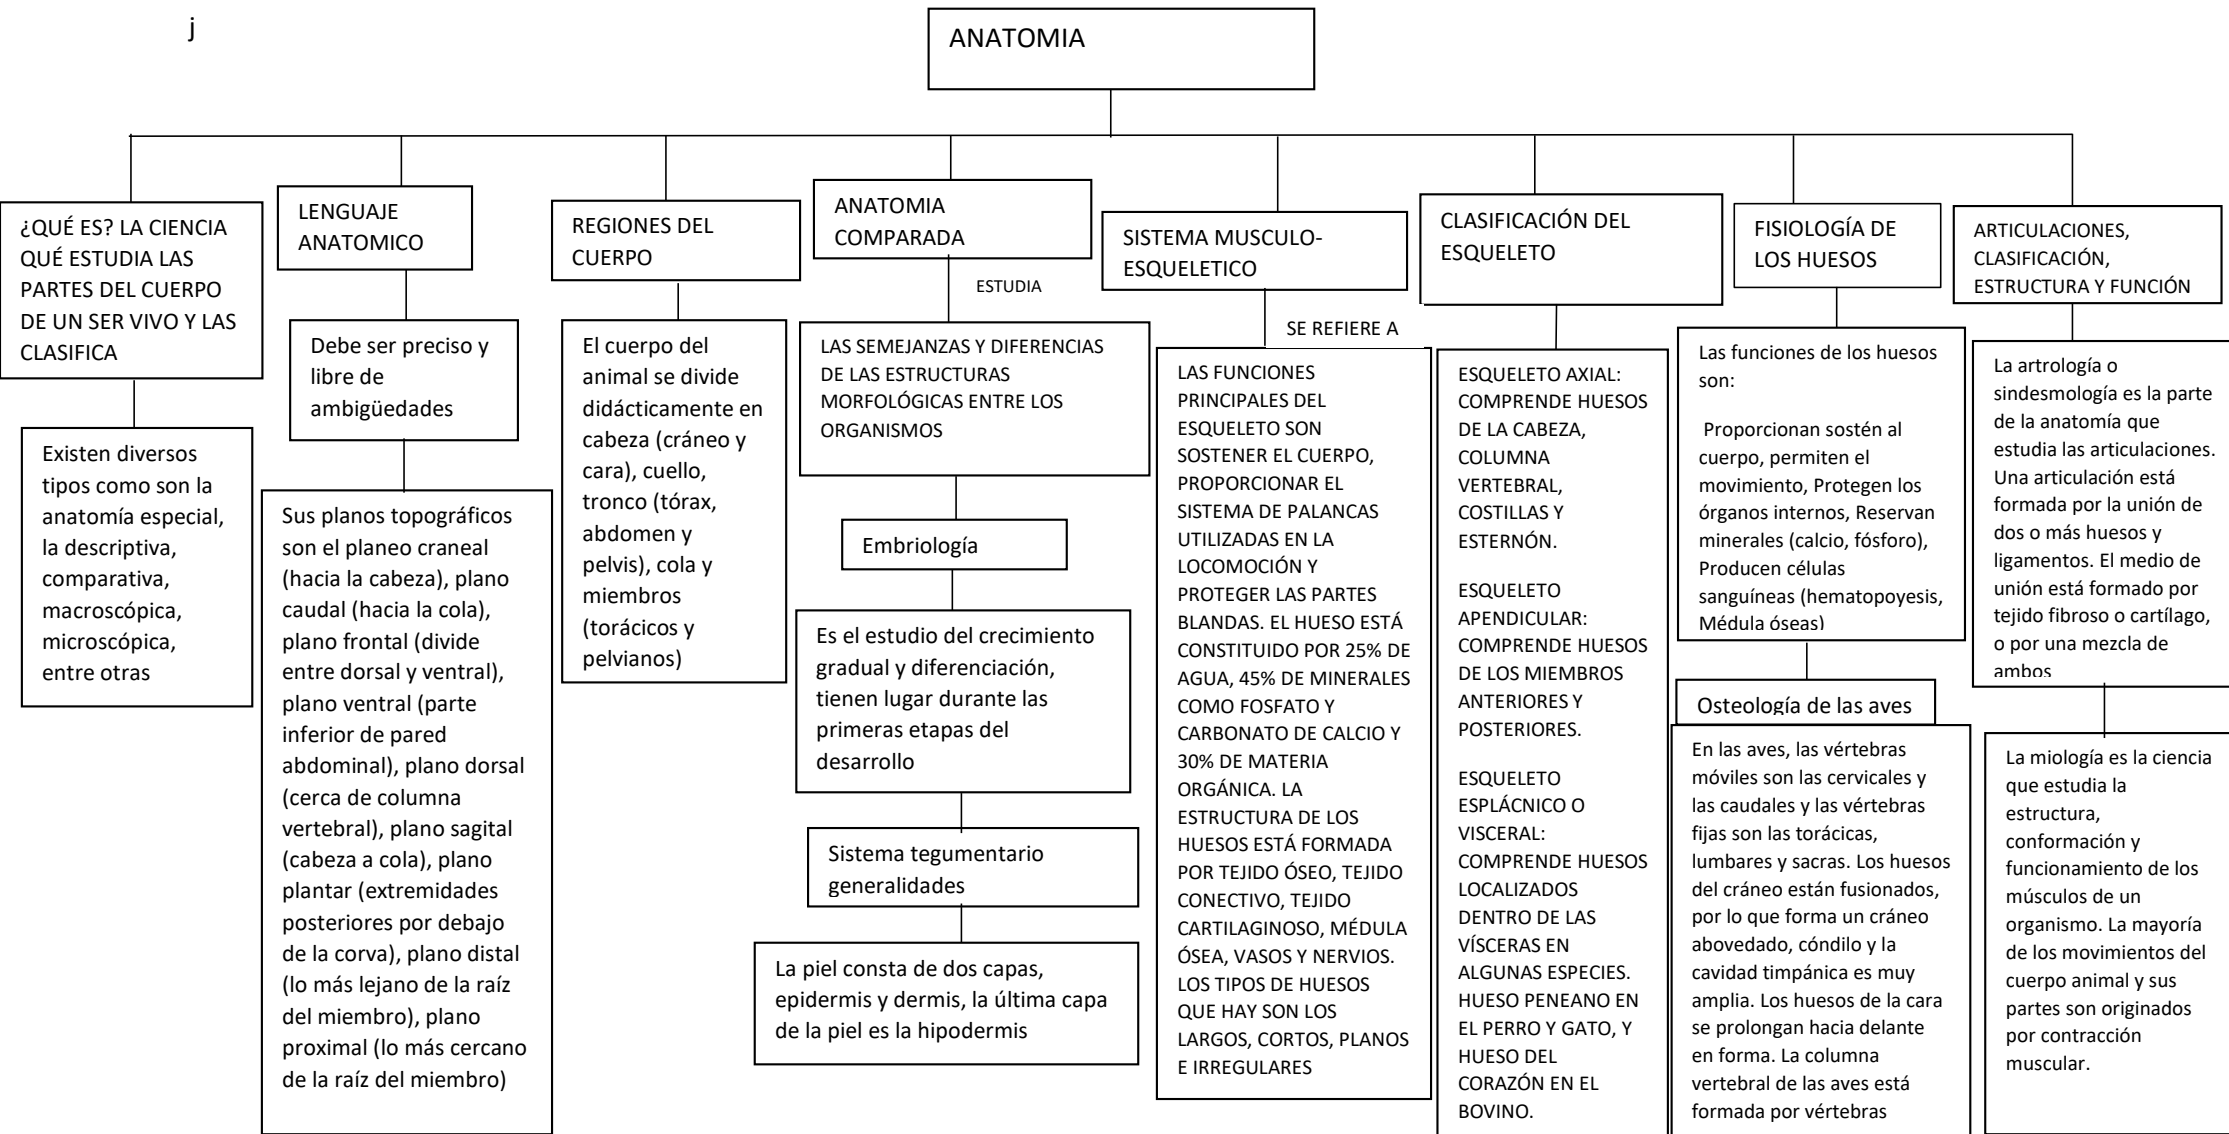 j
ANATOMIA
¿QUÉ ES? LA CIENCIA
QUÉ ESTUDIA LAS
PARTES DEL CUERPO
DE UN SER VIVO Y LAS
CLASIFICA
Existen diversos
tipos como son la
anatomía especial,
la descriptiva,
comparativa,
macroscópica,
microscópica,
entre otras
LENGUAJE
ANATOMICO
Debe ser preciso y
libre de
ambigüedades
Sus planos topográficos
son el planeo craneal
(hacia la cabeza), plano
caudal (hacia la cola),
plano frontal (divide
entre dorsal y ventral),
plano ventral (parte
inferior de pared
abdominal), plano dorsal
(cerca de columna
vertebral), plano sagital
(cabeza a cola), plano
plantar (extremidades
posteriores por debajo
de la corva), plano distal
(lo más lejano de la raíz
del miembro), plano
proximal (lo más cercano
de la raíz del miembro)
REGIONES DEL
CUERPO
El cuerpo del
animal se divide
didácticamente en
cabeza (cráneo y
cara), cuello,
tronco (tórax,
abdomen y
pelvis), cola y
miembros
(torácicos y
pelvianos)
ANATOMIA
COMPARADA
ESTUDIA
LAS SEMEJANZAS Y DIFERENCIAS
DE LAS ESTRUCTURAS
MORFOLÓGICAS ENTRE LOS
ORGANISMOS
Embriología
Es el estudio del crecimiento
gradual y diferenciación,
tienen lugar durante las
primeras etapas del
desarrollo
Sistema tegumentario
generalidades
La piel consta de dos capas,
epidermis y dermis, la última capa
de la piel es la hipodermis
SISTEMA MUSCULO-
ESQUELETICO
SE REFIERE A
LAS FUNCIONES
PRINCIPALES DEL
ESQUELETO SON
SOSTENER EL CUERPO,
PROPORCIONAR EL
SISTEMA DE PALANCAS
UTILIZADAS EN LA
LOCOMOCIÓN Y
PROTEGER LAS PARTES
BLANDAS. EL HUESO ESTÁ
CONSTITUIDO POR 25% DE
AGUA, 45% DE MINERALES
COMO FOSFATO Y
CARBONATO DE CALCIO Y
30% DE MATERIA
ORGÁNICA. LA
ESTRUCTURA DE LOS
HUESOS ESTÁ FORMADA
POR TEJIDO ÓSEO, TEJIDO
CONECTIVO, TEJIDO
CARTILAGINOSO, MÉDULA
ÓSEA, VASOS Y NERVIOS.
LOS TIPOS DE HUESOS
QUE HAY SON LOS
LARGOS, CORTOS, PLANOS
E IRREGULARES
CLASIFICACIÓN DEL
ESQUELETO
ESQUELETO AXIAL:
COMPRENDE HUESOS
DE LA CABEZA,
COLUMNA
VERTEBRAL,
COSTILLAS Y
ESTERNÓN.
ESQUELETO
APENDICULAR:
COMPRENDE HUESOS
DE LOS MIEMBROS
ANTERIORES Y
POSTERIORES.
ESQUELETO
ESPLÁCNICO O
VISCERAL:
COMPRENDE HUESOS
LOCALIZADOS
DENTRO DE LAS
VÍSCERAS EN
ALGUNAS ESPECIES.
HUESO PENEANO EN
EL PERRO Y GATO, Y
HUESO DEL
CORAZÓN EN EL
BOVINO.
FISIOLOGÍA DE
LOS HUESOS
Las funciones de los huesos
son:
Proporcionan sostén al
cuerpo, permiten el
movimiento, Protegen los
órganos internos, Reservan
minerales (calcio, fósforo),
Producen células
sanguíneas (hematopoyesis,
Médula óseas)
Osteología de las aves
En las aves, las vértebras
móviles son las cervicales y
las caudales y las vértebras
fijas son las torácicas,
lumbares y sacras. Los huesos
del cráneo están fusionados,
por lo que forma un cráneo
abovedado, cóndilo y la
cavidad timpánica es muy
amplia. Los huesos de la cara
se prolongan hacia delante
en forma. La columna
vertebral de las aves está
formada por vértebras
ARTICULACIONES,
CLASIFICACIÓN,
ESTRUCTURA Y FUNCIÓN
La artrología o
sindesmología es la parte
de la anatomía que
estudia las articulaciones.
Una articulación está
formada por la unión de
dos o más huesos y
ligamentos. El medio de
unión está formado por
tejido fibroso o cartílago,
o por una mezcla de
ambos
La miología es la ciencia
que estudia la
estructura,
conformación y
funcionamiento de los
músculos de un
organismo. La mayoría
de los movimientos del
cuerpo animal y sus
partes son originados
por contracción
muscular.